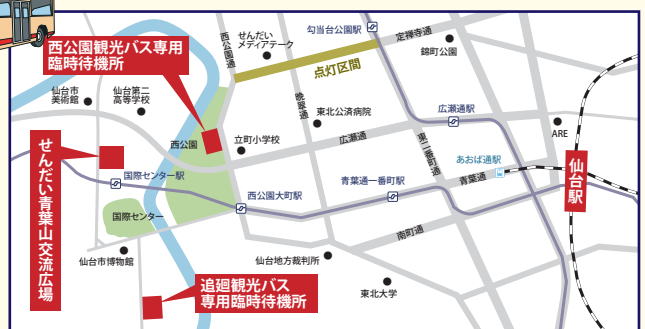 西公園観光バス専用
臨時待機所
西公園通
せんだい
メディアテーク
勾当台公園駅
定禅寺通
錦町公園
点灯区間
仙台市
美術館
仙台第二
高等学校
晩翠通
東北公済病院
広瀬通駅
ARE
西公園
立町小学校
広瀬通
東二番町通
あおば通駅
仙台駅
せんだい青葉山交流広場
国際センター駅
西公園大町駅
青葉通一番町駅
青葉通
国際センター
南町通
仙台市博物館
仙台地方裁判所
追廻観光バス
専用臨時待機所
東北大学